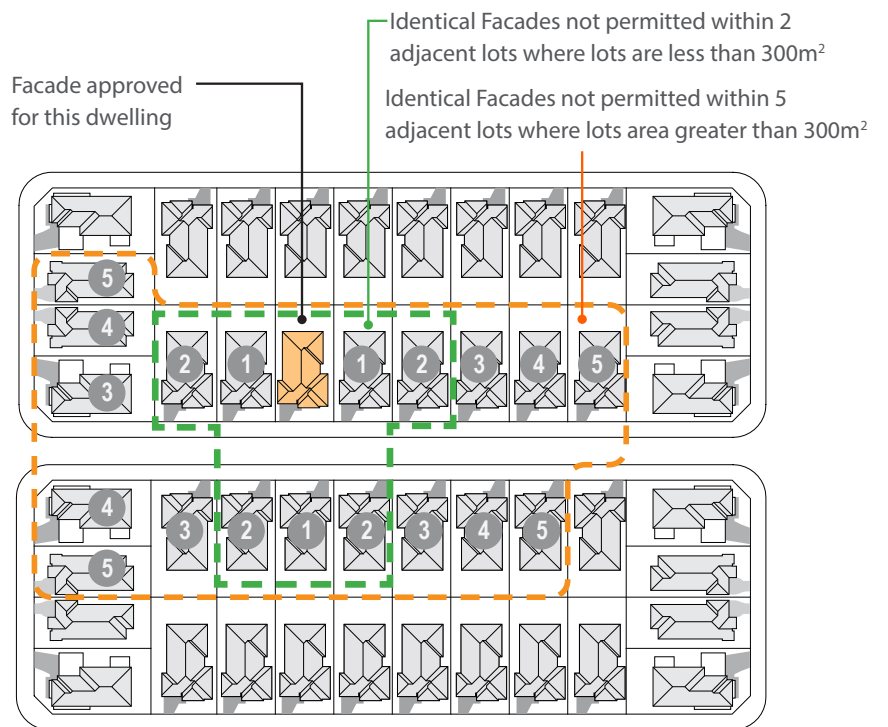 Identical Facades not permitted within 2
adjacent lots where lots are less than 300m²
Facade approved
for this dwelling
Identical Facades not permitted within 5
adjacent lots where lots area greater than 300m²
5
4
3
2 1 1 2 3 4 5
4
3 2 1 2 3 4 5
5